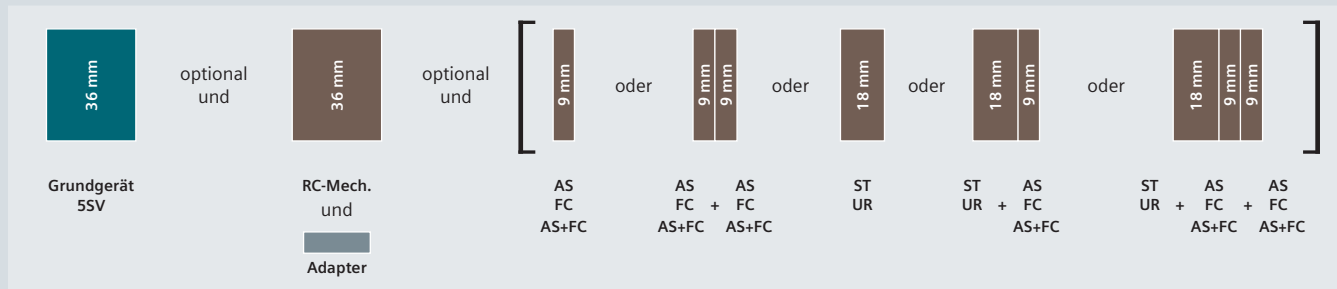 36 mm
optional
und
36 mm
optional
und
9 mm
oder
9 mm
9 mm
oder
18 mm
oder
18 mm
9 mm
oder
18 mm
9 mm
9 mm
Grundgerät
5SV
RC-Mech.
und
Adapter
AS
FC
AS+FC
AS AS
FC + FC
AS+FC AS+FC
ST
UR
ST AS
UR + FC
AS+FC
ST AS AS
UR + FC + FC
AS+FC AS+FC